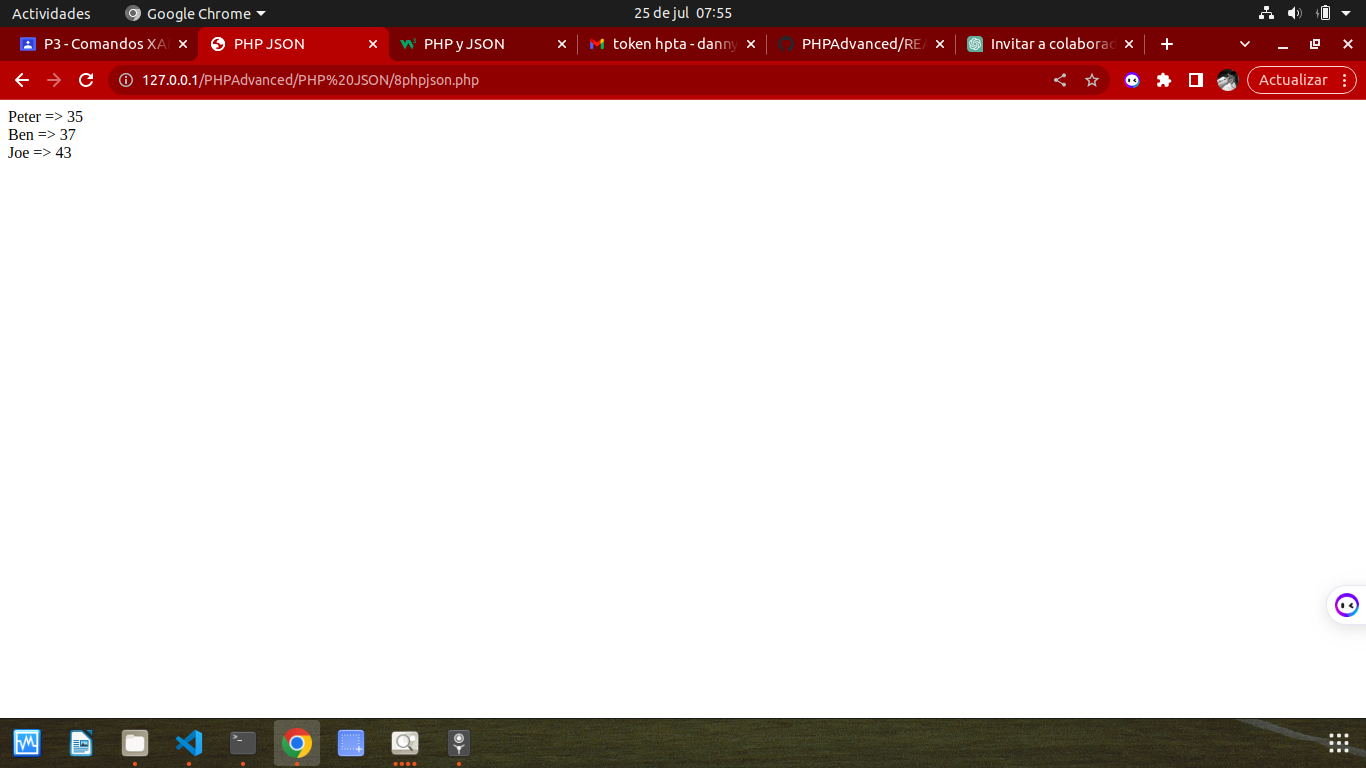 Actividades
Google Chrome
25 de jul 07:55
P3 - Comandos XA
PHP JSON
PHP y JSON
token hpta - danny
PHPAdvanced/RE
Invitar a colaborad
127.0.0.1/PHPAdvanced/PHP%20JSON/8phpjson.php
Actualizar
Peter => 35
Ben => 37
Joe => 43